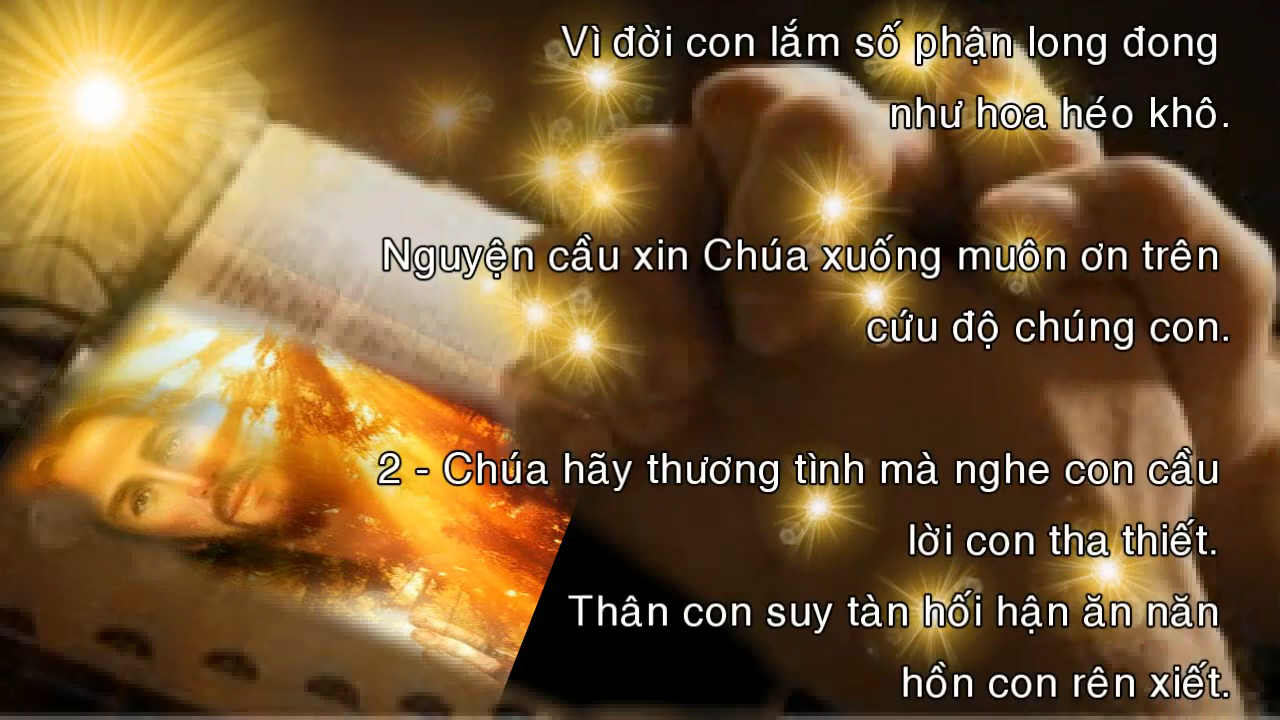 Vì đời con lắm số phận long đong
như hoa héo khô.
Nguyện cầu xin Chúa xuống muôn ơn trên
cứu độ chúng con.
2 - Chúa hãy thương tình mà nghe con cầu
lời con tha thiết.
Thân con suy tàn hối hận ăn năn
hồn con rên xiết.